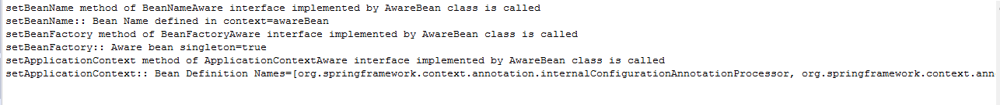 setBeanName method of BeanNameAware interface implemented by AwareBean class is called
setBeanName:: Bean Name defined in context=awareBean
setBeanFactory method of BeanFactoryAware interface implemented by AwareBean class is called
setBeanFactory:: Aware bean singleton=true
setApplicationContext method of ApplicationContextAware interface implemented by AwareBean class is called
setApplicationContext:: Bean Definition Names=[org.springframework.context.annotation.internalConfigurationAnnotationProcessor, org.springframework.context.ann